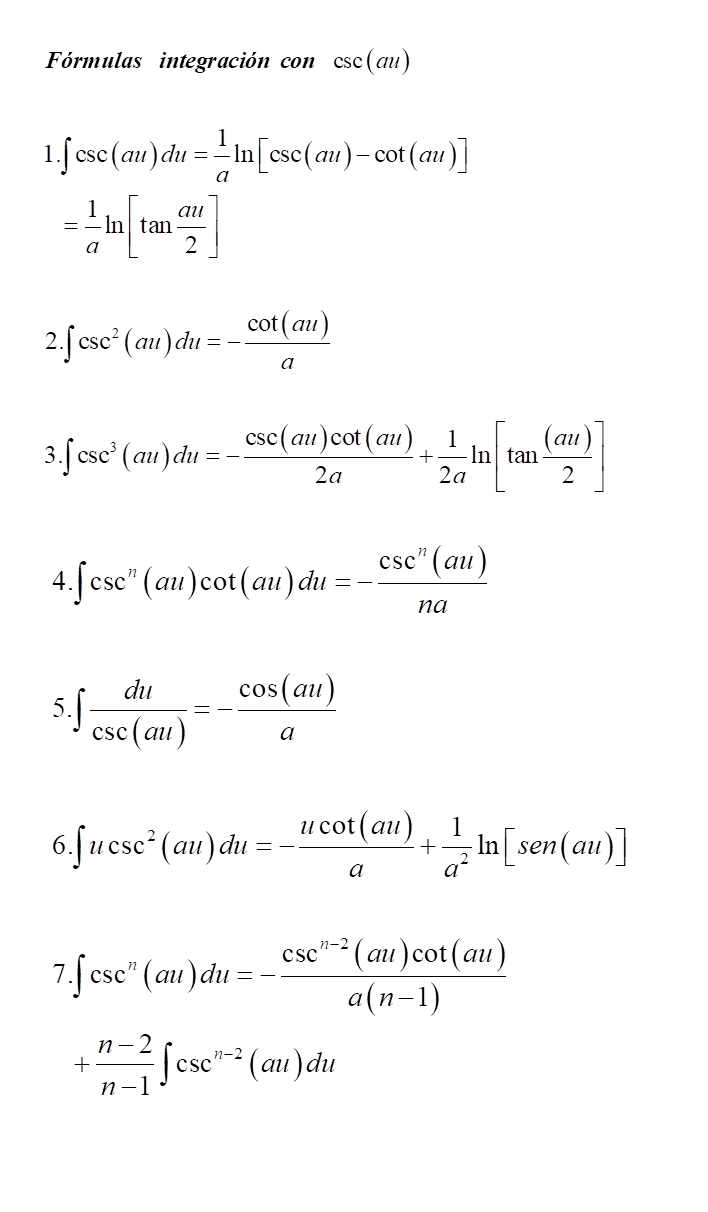 Fórmulas integración con csc(au)
1.∫csc(au)du = 1/a ln[csc(au)−cot(au)]
= 1/a ln[tan au/2]
2.∫csc²(au)du = −cot(au)/a
3.∫csc³(au)du = −csc(au)cot(au)/2a + 1/2a ln[tan (au)/2]
4.∫cscⁿ(au)cot(au)du = −cscⁿ(au)/na
5.∫du/csc(au) = −cos(au)/a
6.∫u csc²(au)du = −u cot(au)/a + 1/a² ln[sen(au)]
7.∫cscⁿ(au)du = −cscⁿ⁻²(au)cot(au)/a(n−1)
+ n−2/n−1 ∫cscⁿ⁻²(au)du